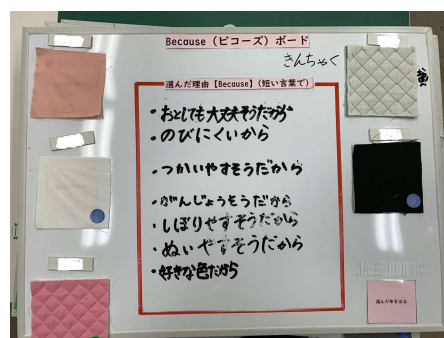 Because(ビコーズ)ボード
きんちゃく
選んだ理由【Because】(短い言葉で)
・おとしても大丈夫そうだから
・のびにくいから
・つかいやすそうだから
・がんじょうそうだから
・しぼりやすそうだから
・ぬいやすそうだから
・好きな色だから
選んだ布をはる